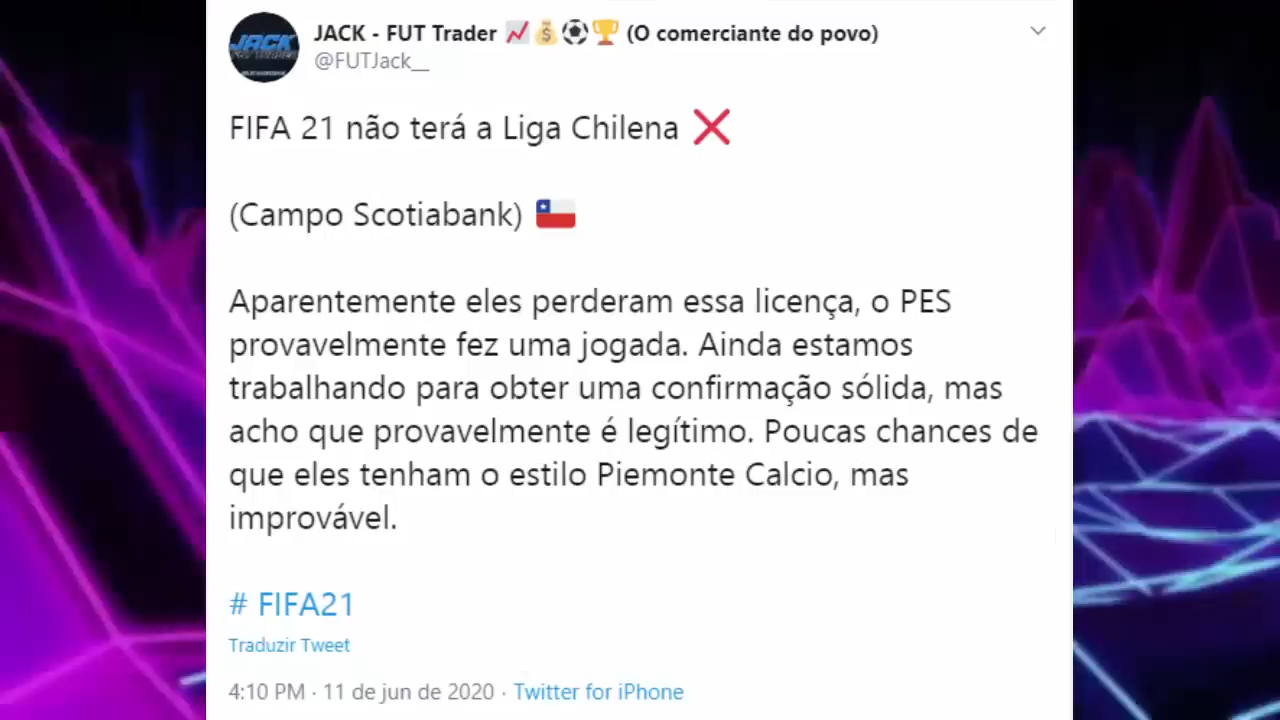 JACK
JACK - FUT Trader 📈💰⚽🏆 (O comerciante do povo)
@FUTJack__
FIFA 21 não terá a Liga Chilena ❌
(Campo Scotiabank) 🇨🇱
Aparentemente eles perderam essa licença, o PES
provavelmente fez uma jogada. Ainda estamos
trabalhando para obter uma confirmação sólida, mas
acho que provavelmente é legítimo. Poucas chances de
que eles tenham o estilo Piemonte Calcio, mas
improvável.
# FIFA21
Traduzir Tweet
4:10 PM · 11 de jun de 2020 · Twitter for iPhone